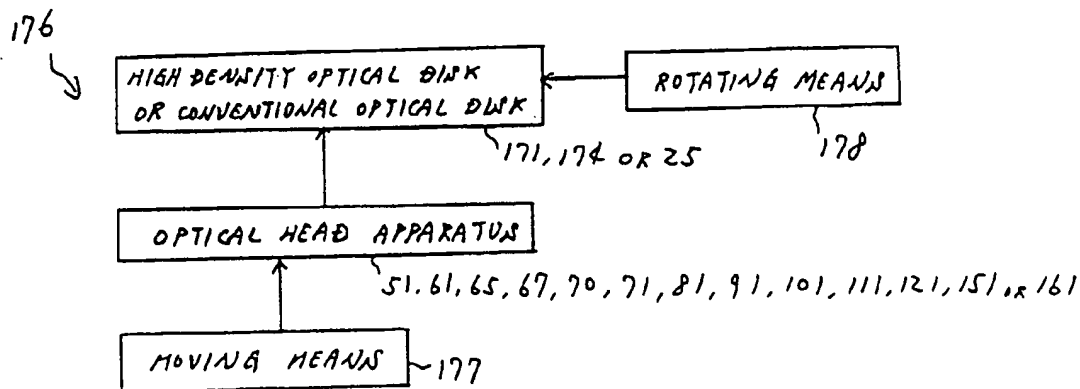 176
HIGH DENSITY OPTICAL DISK
OR CONVENTIONAL OPTICAL DISK
ROTATING MEANS
171, 174 OR 25
178
OPTICAL HEAD APPARATUS
51, 61, 65, 67, 70, 71, 81, 91, 101, 111, 121, 151 OR 161
MOVING MEANS
177